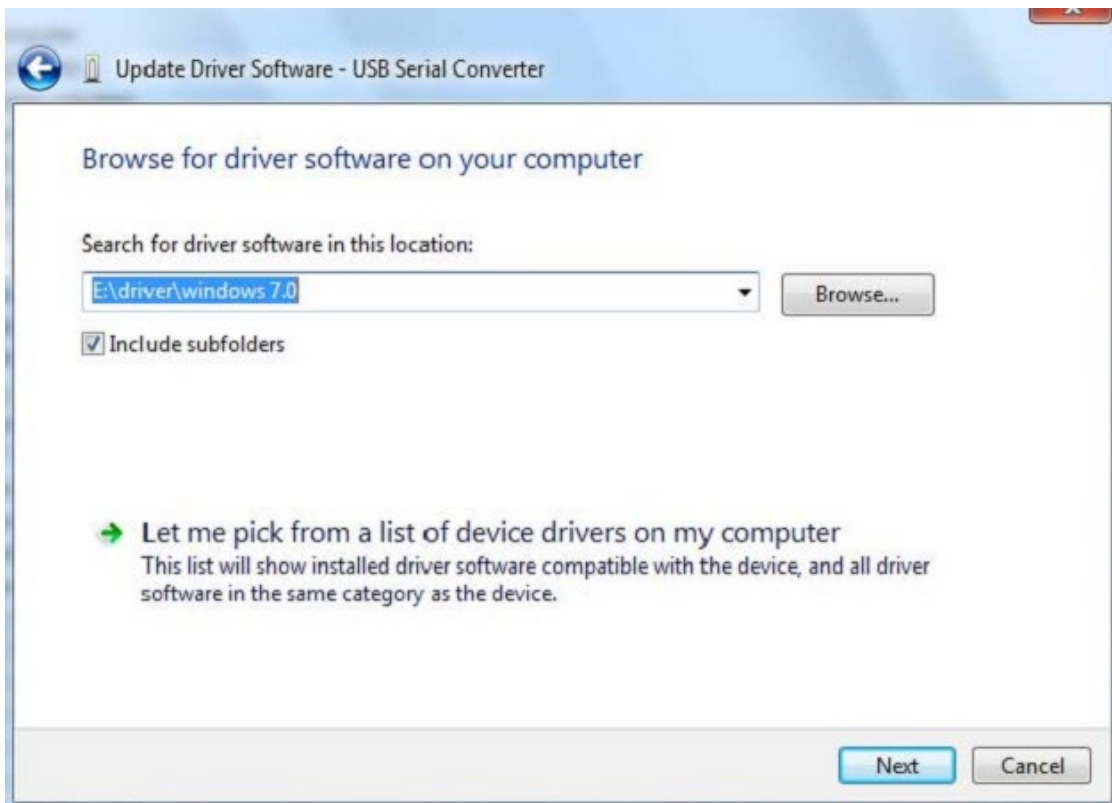 Update Driver Software - USB Serial Converter
Browse for driver software on your computer
Search for driver software in this location:
E:\driver\windows 7.0
Browse...
Include subfolders
Let me pick from a list of device drivers on my computer
This list will show installed driver software compatible with the device, and all driver
software in the same category as the device.
Next
Cancel